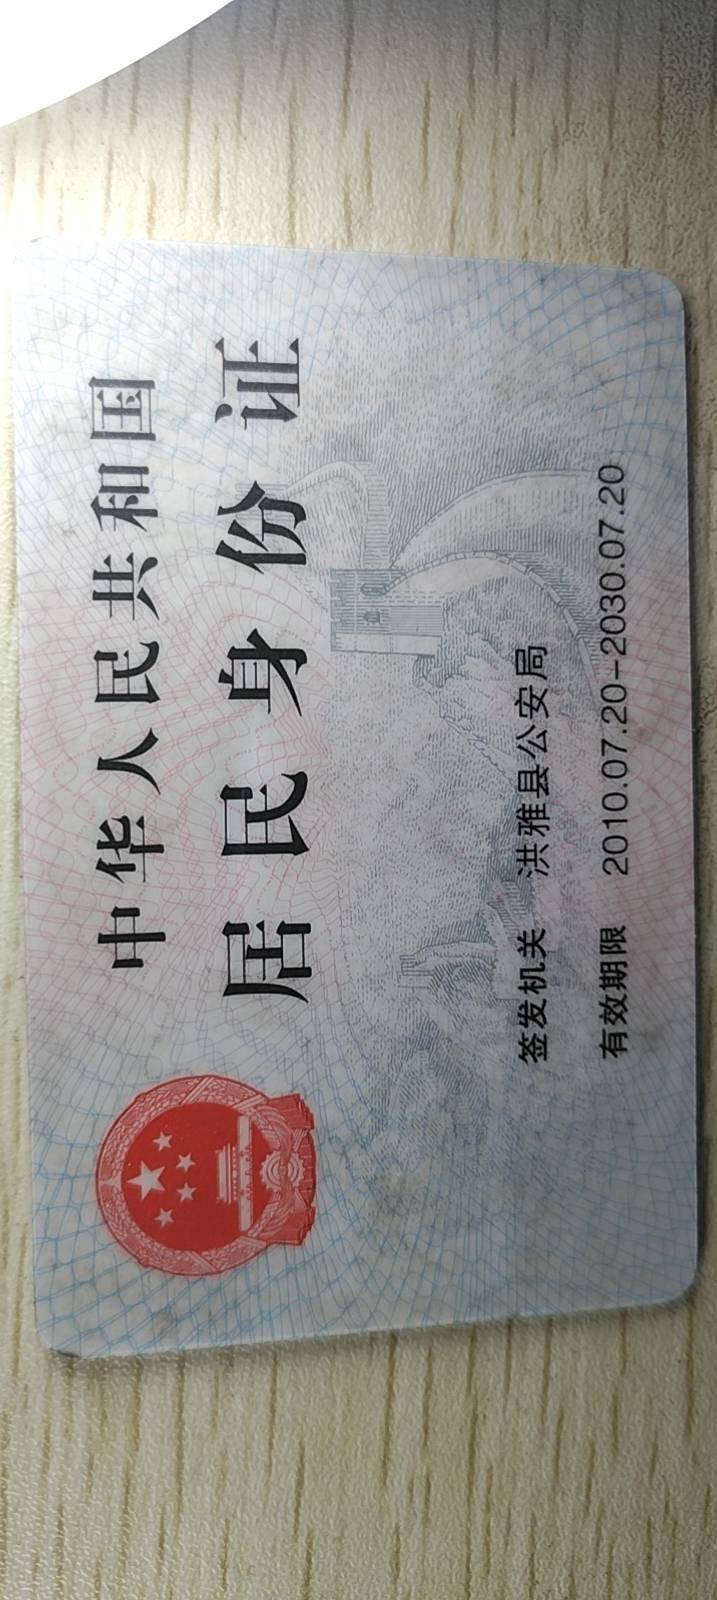 中华人民共和国
居民身份证
签发机关 洪雅县公安局
有效期限 2010.07.20-2030.07.20